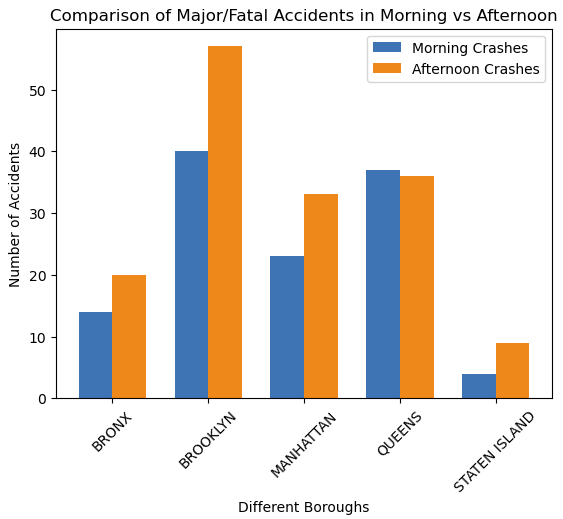 Comparison of Major/Fatal Accidents in Morning vs Afternoon
Morning Crashes
Afternoon Crashes
Number of Accidents
50
40
30
20
10
0
BRONX
BROOKLYN
MANHATTAN
QUEENS
STATEN ISLAND
Different Boroughs